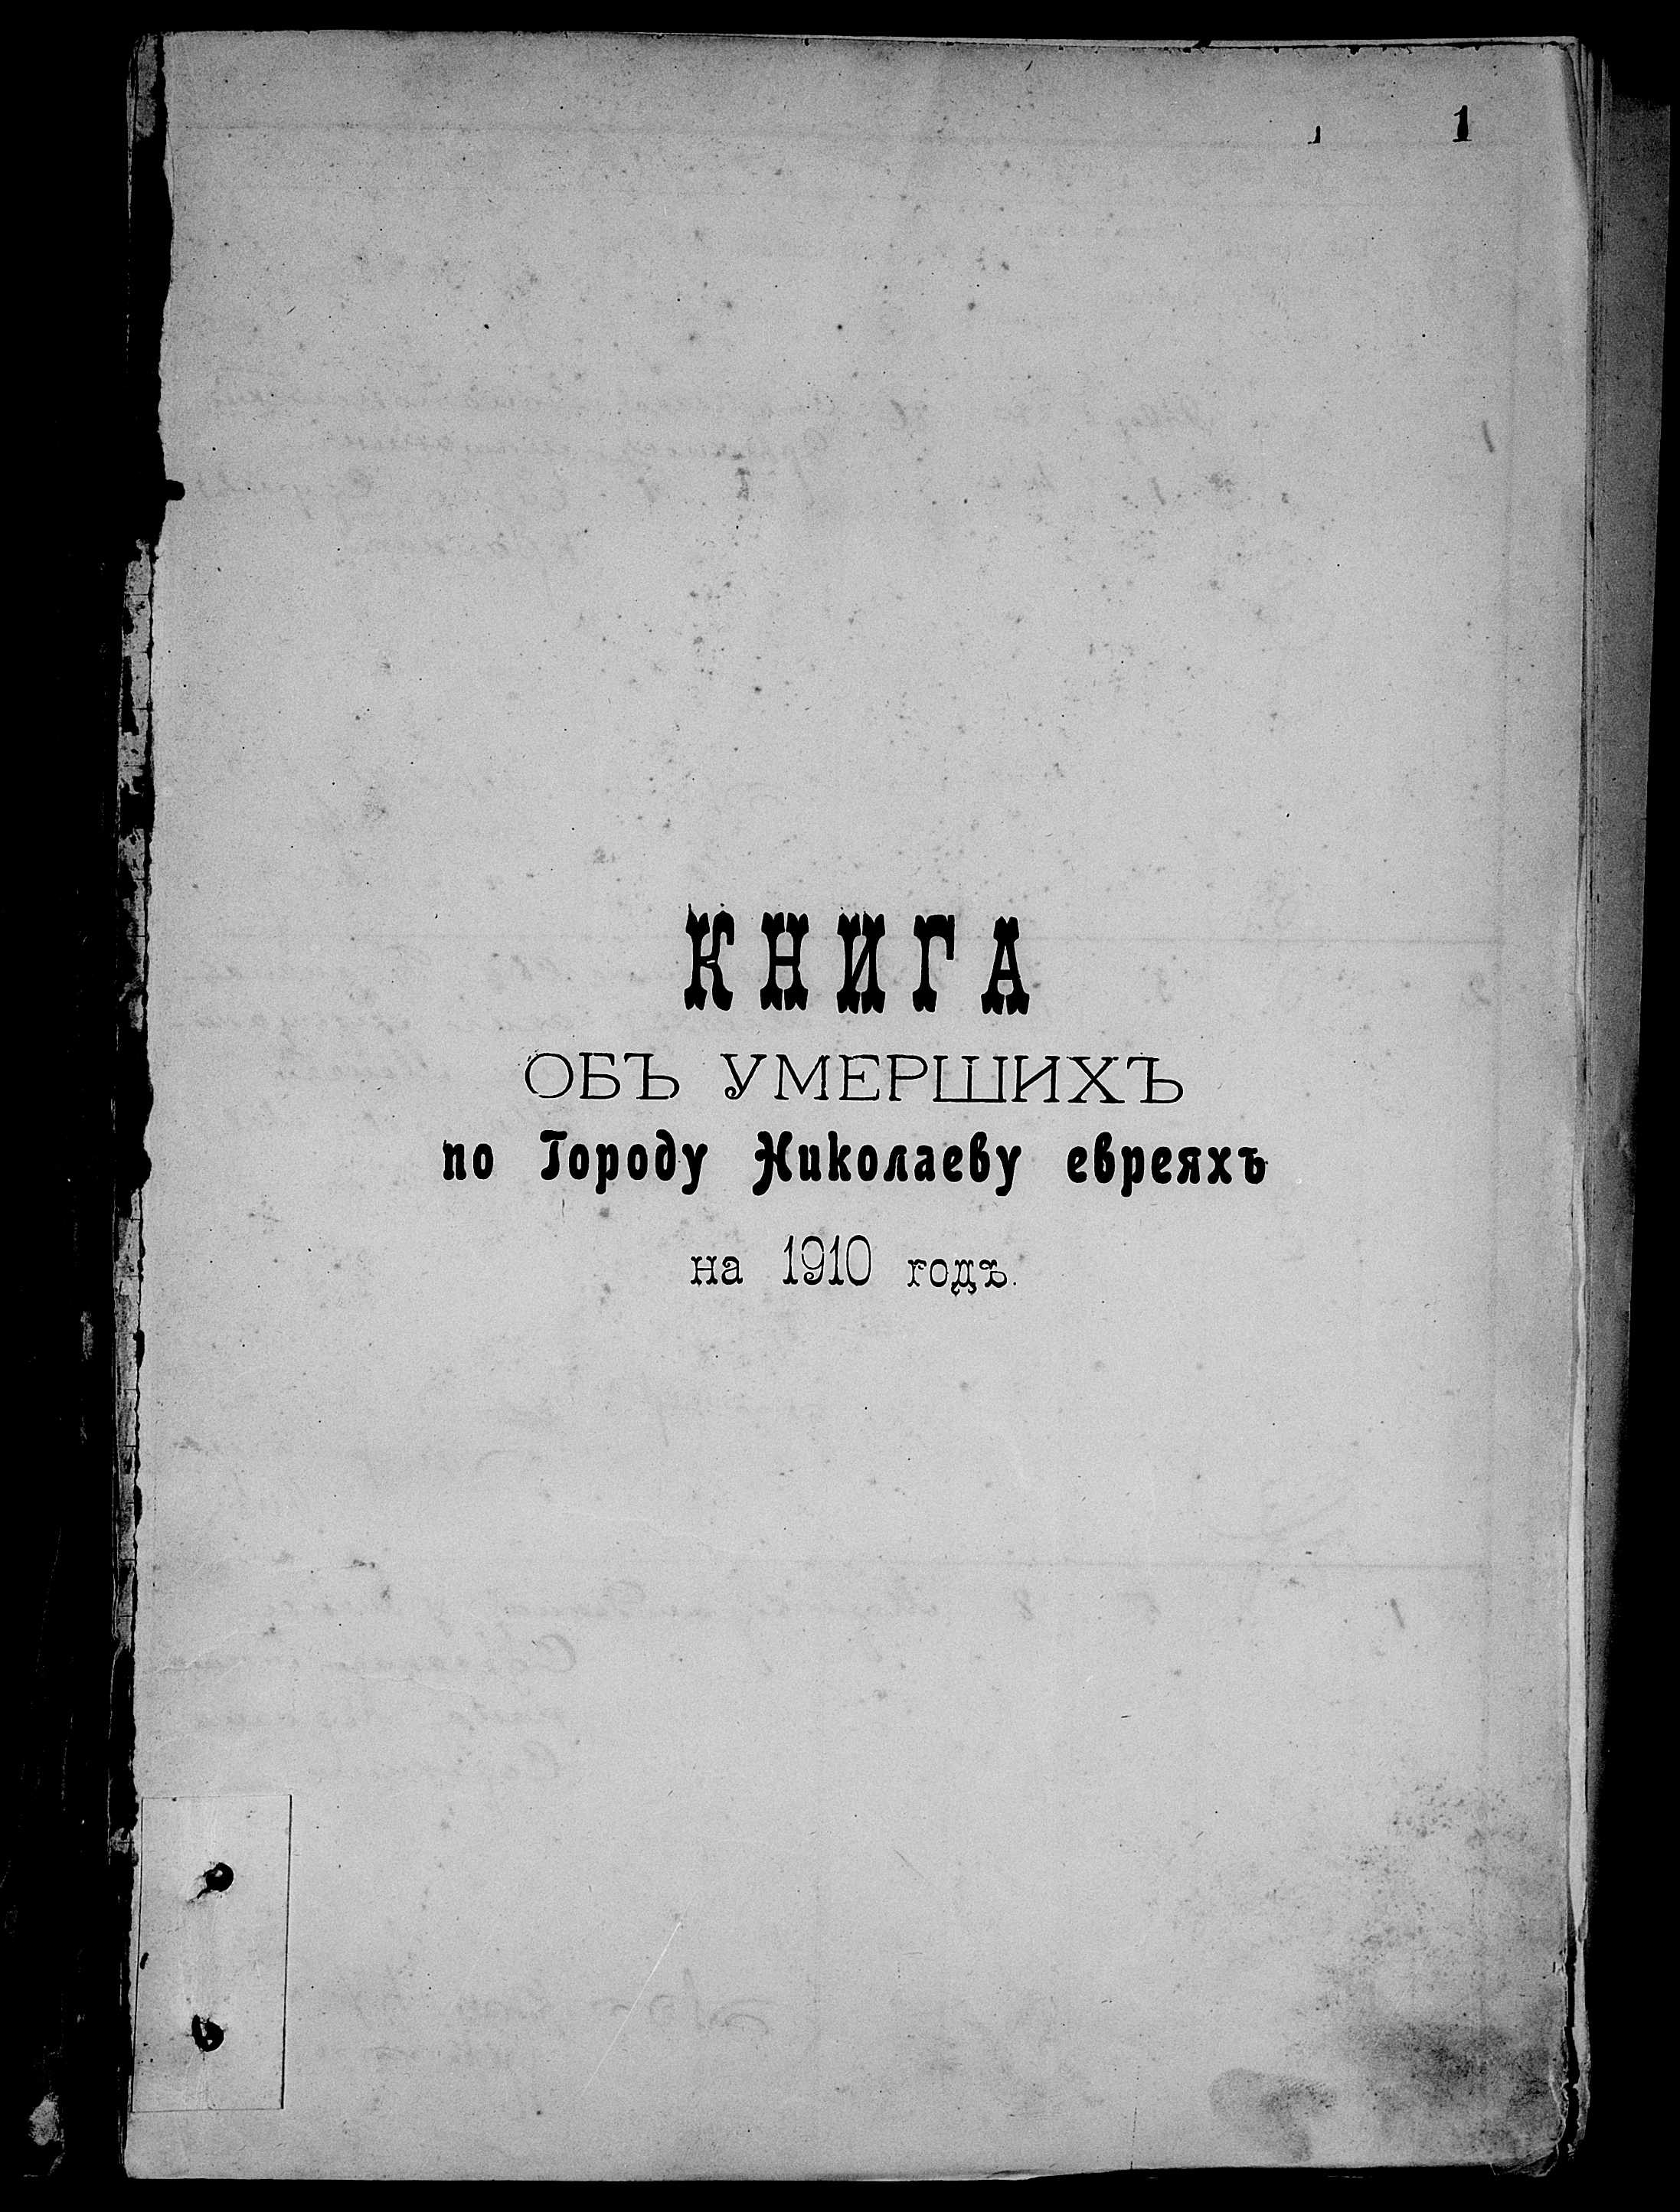 1
КНИГА
ОБЪ УМЕРШИХЪ
по Городу Николаеву евреяхъ
на 1910 годъ.